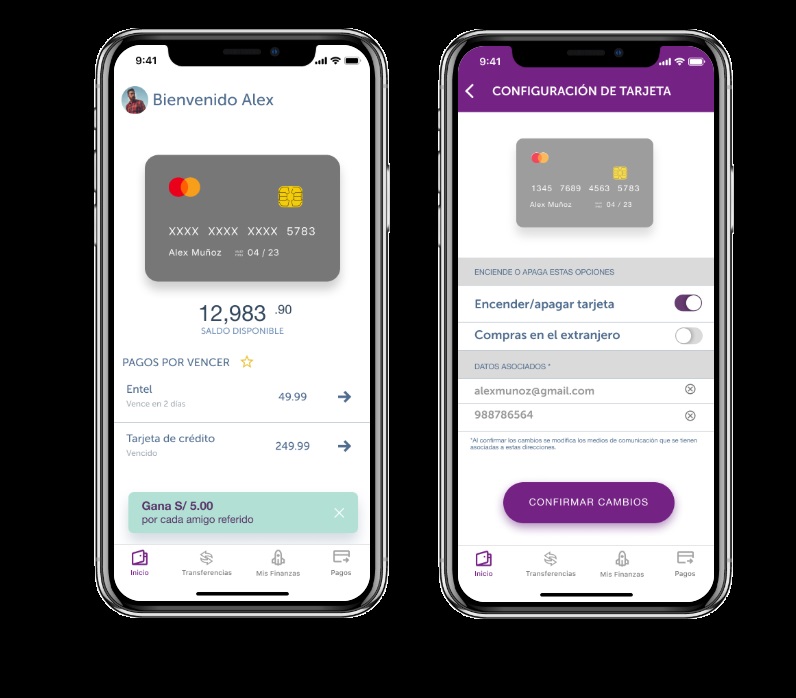 9:41
Bienvenido Alex
XXXX XXXX XXXX 5783
Alex Muñoz 04 / 23
12,983 .90
SALDO DISPONIBLE
PAGOS POR VENCER
Entel
Vence en 2 días
49.99
Tarjeta de crédito
Vencido
249.99
Gana S/ 5.00
por cada amigo referido
Inicio
Transferencias
Mis Finanzas
Pagos
9:41
CONFIGURACIÓN DE TARJETA
1345 7669 4563 5783
Alex Muñoz 04 / 23
ENCIENDE O APAGA ESTAS OPCIONES
Encender/apagar tarjeta
Compras en el extranjero
DATOS ASOCIADOS *
alexmunoz@gmail.com
988786564
*Al confirmar los cambios se modifica los medios de comunicación que se tienen
asociadas a estas direcciones.
CONFIRMAR CAMBIOS
Inicio
Transferencias
Mis Finanzas
Pagos